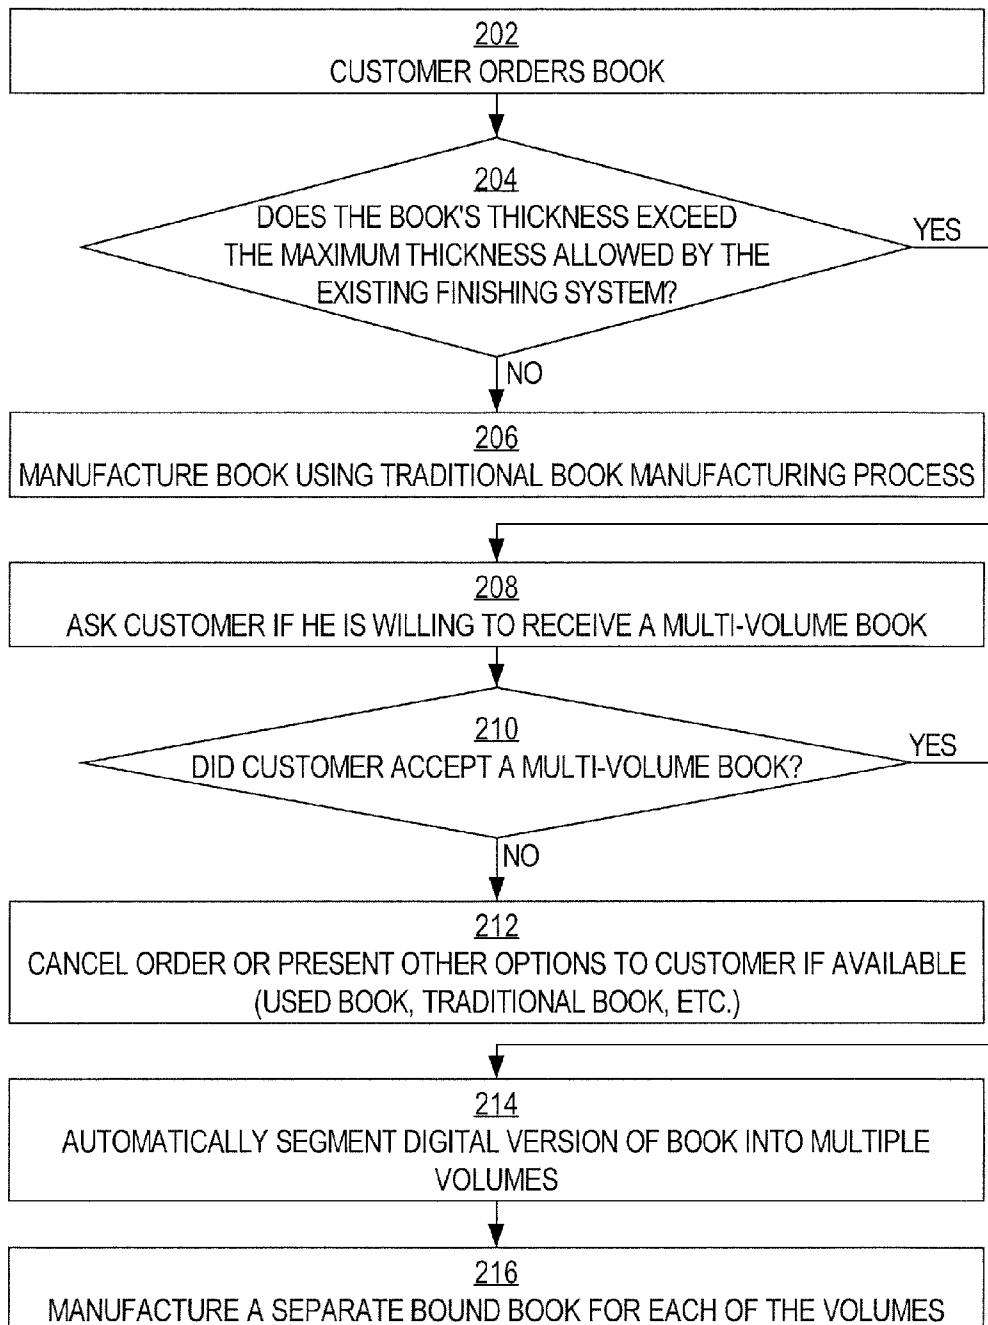 202
CUSTOMER ORDERS BOOK
204
DOES THE BOOK'S THICKNESS EXCEED
THE MAXIMUM THICKNESS ALLOWED BY THE
EXISTING FINISHING SYSTEM?
YES
NO
206
MANUFACTURE BOOK USING TRADITIONAL BOOK MANUFACTURING PROCESS
208
ASK CUSTOMER IF HE IS WILLING TO RECEIVE A MULTI-VOLUME BOOK
210
DID CUSTOMER ACCEPT A MULTI-VOLUME BOOK?
YES
NO
212
CANCEL ORDER OR PRESENT OTHER OPTIONS TO CUSTOMER IF AVAILABLE
(USED BOOK, TRADITIONAL BOOK, ETC.)
214
AUTOMATICALLY SEGMENT DIGITAL VERSION OF BOOK INTO MULTIPLE
VOLUMES
216
MANUFACTURE A SEPARATE BOUND BOOK FOR EACH OF THE VOLUMES